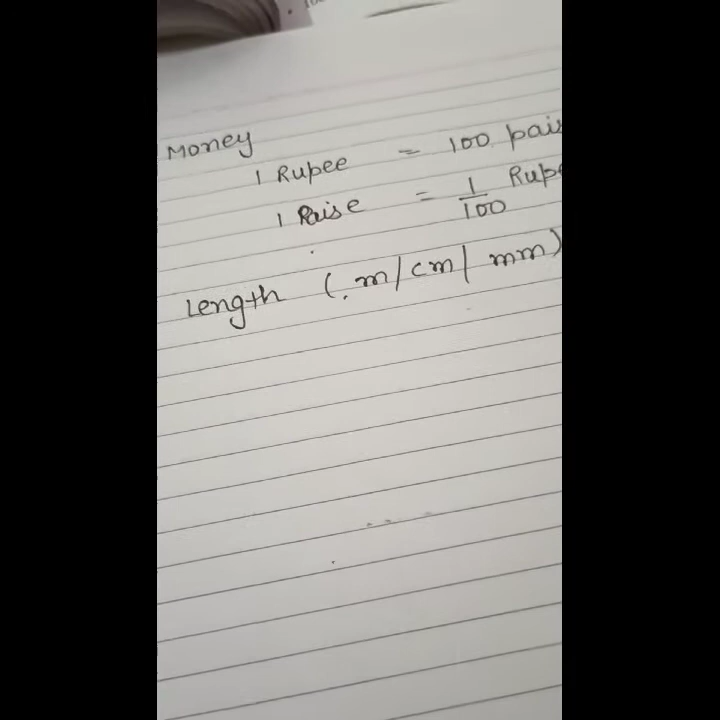 Money
1 Rupee = 100 pais
1 Paise = 1/100 Rupe
Length (.m/cm/mm)